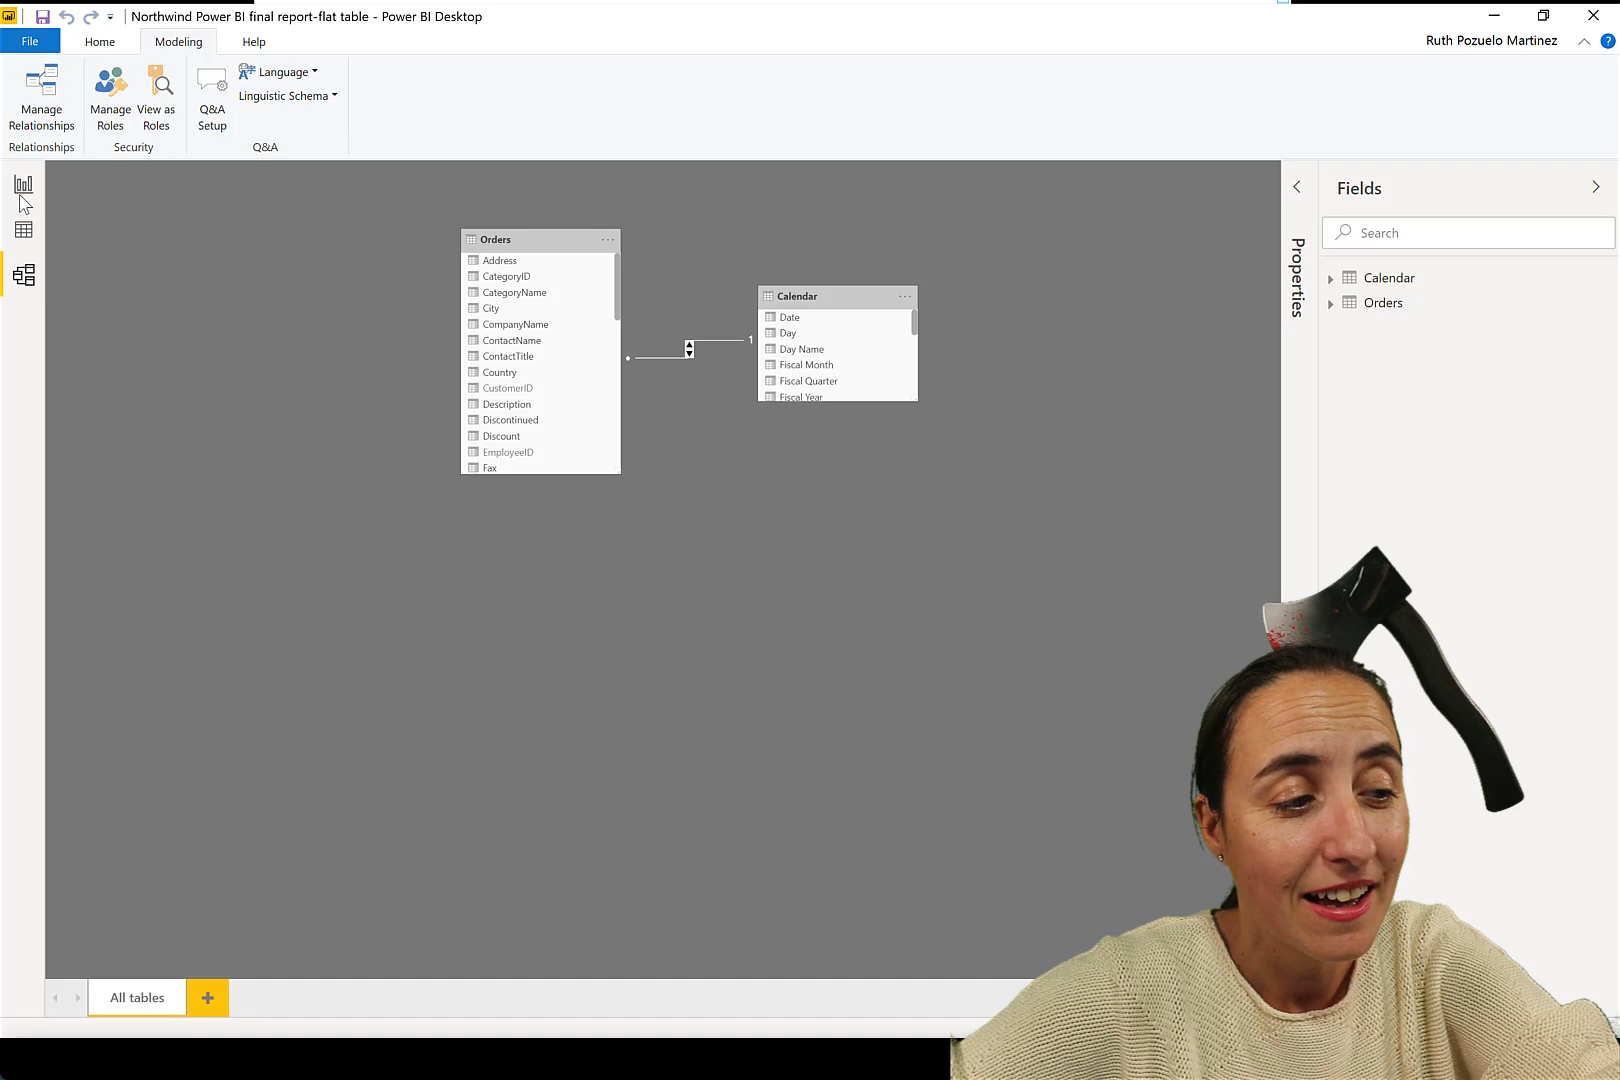 Northwind Power BI final report-flat table - Power BI Desktop
File
Home
Modeling
Help
Ruth Pozuelo Martinez
?
Manage
Relationships
Manage
Roles
View as
Roles
Q&A
Setup
Language
Linguistic Schema
Relationships
Security
Q&A
Orders
Address
CategoryID
CategoryName
City
CompanyName
ContactName
ContactTitle
Country
CustomerID
Description
Discontinued
Discount
EmployeeID
Fax
1
Calendar
Date
Day
Day Name
Fiscal Month
Fiscal Quarter
Fiscal Year
Properties
Fields
Search
Calendar
Orders
All tables
+